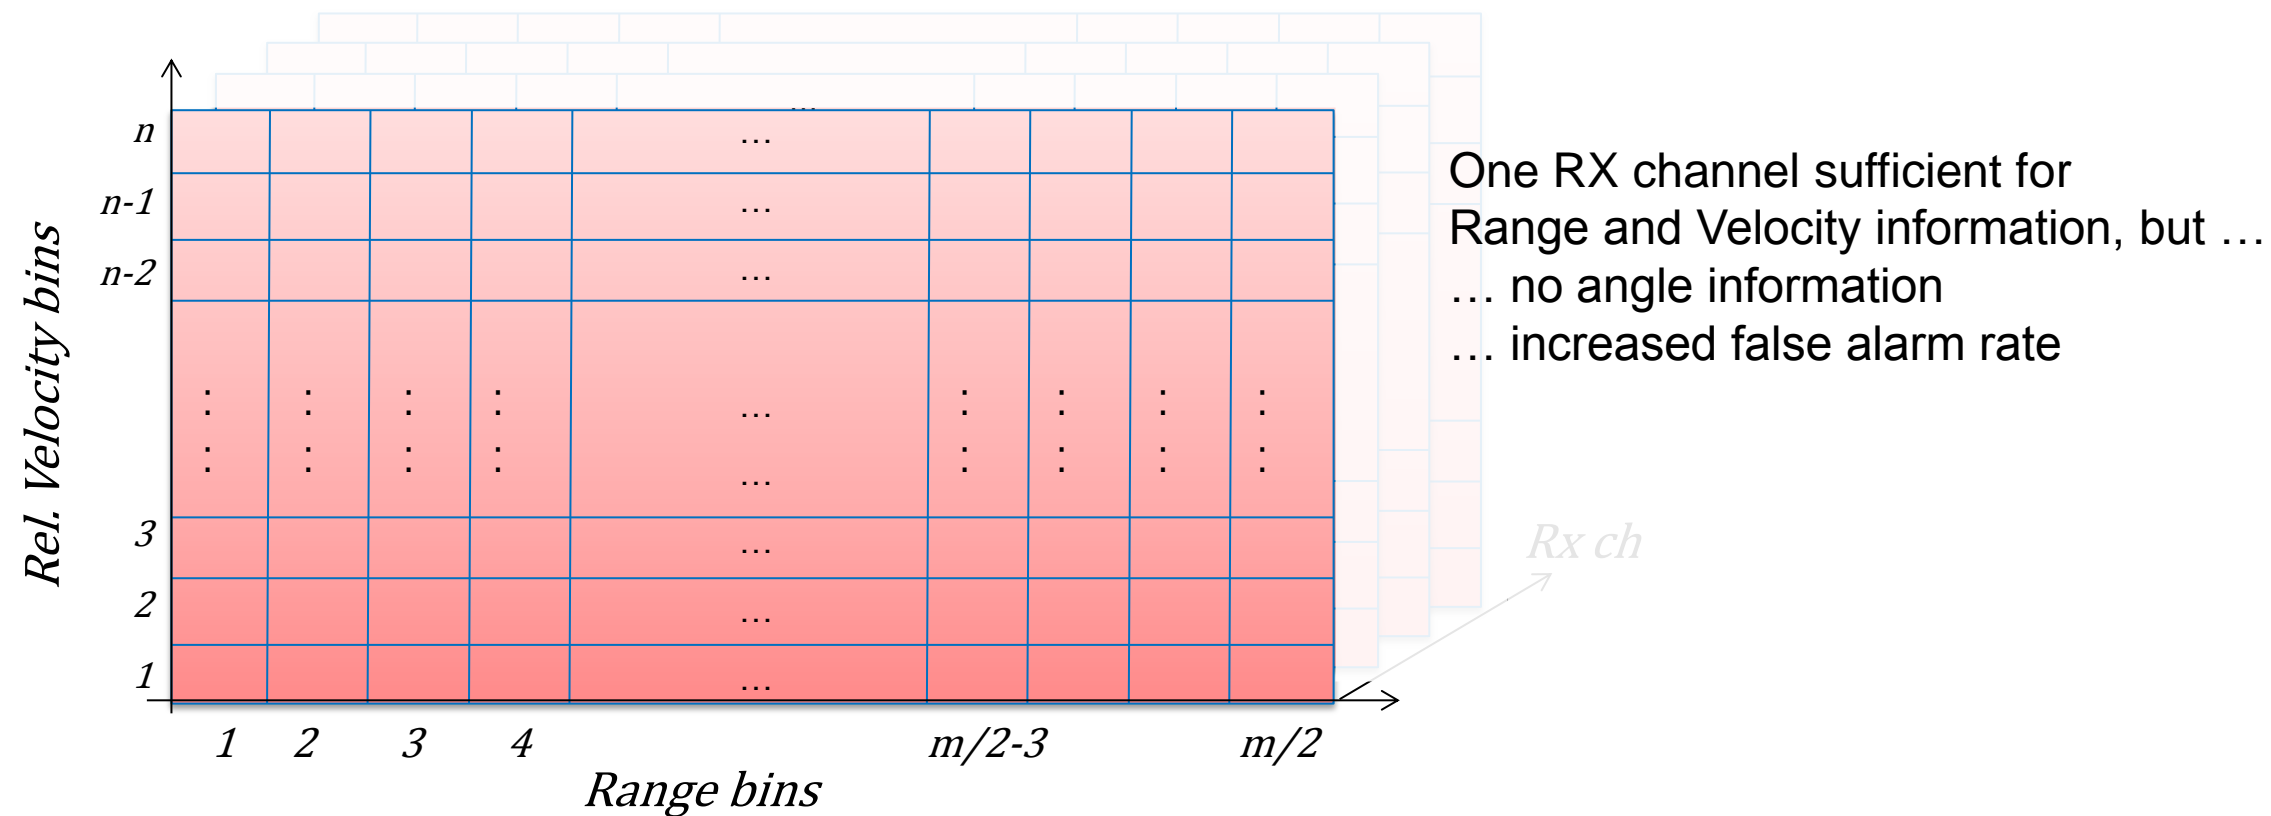 …
n
…
n-1
…
n-2
…
: : : : … : : : :
: : : : … : : : :
3
…
2
…
1
…
1 2 3 4 m/2-3 m/2
Range bins
Rel. Velocity bins
Rx ch
One RX channel sufficient for
Range and Velocity information, but …
… no angle information
… increased false alarm rate